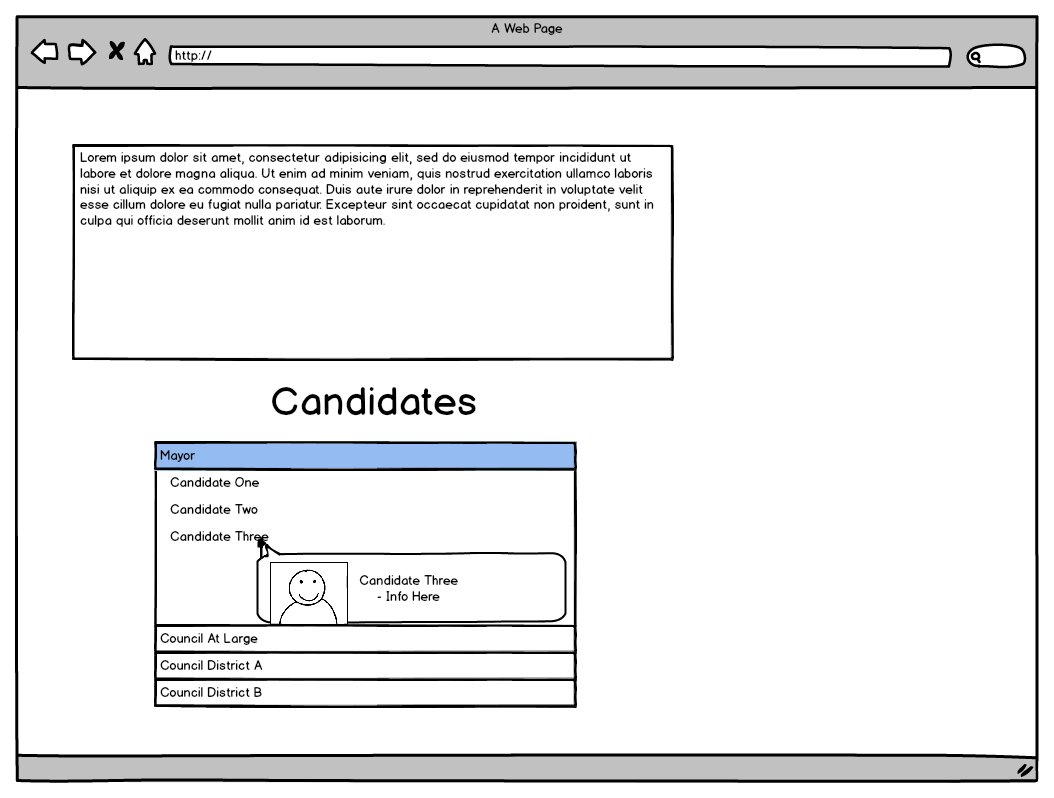 A Web Page
http://
Lorem ipsum dolor sit amet, consectetur adipisicing elit, sed do eiusmod tempor incididunt ut
labore et dolore magna aliqua. Ut enim ad minim veniam, quis nostrud exercitation ullamco laboris
nisi ut aliquip ex ea commodo consequat. Duis aute irure dolor in reprehenderit in voluptate velit
esse cillum dolore eu fugiat nulla pariatur. Excepteur sint occaecat cupidatat non proident, sunt in
culpa qui officia deserunt mollit anim id est laborum.
Candidates
Mayor
Candidate One
Candidate Two
Candidate Three
Candidate Three
- Info Here
Council At Large
Council District A
Council District B